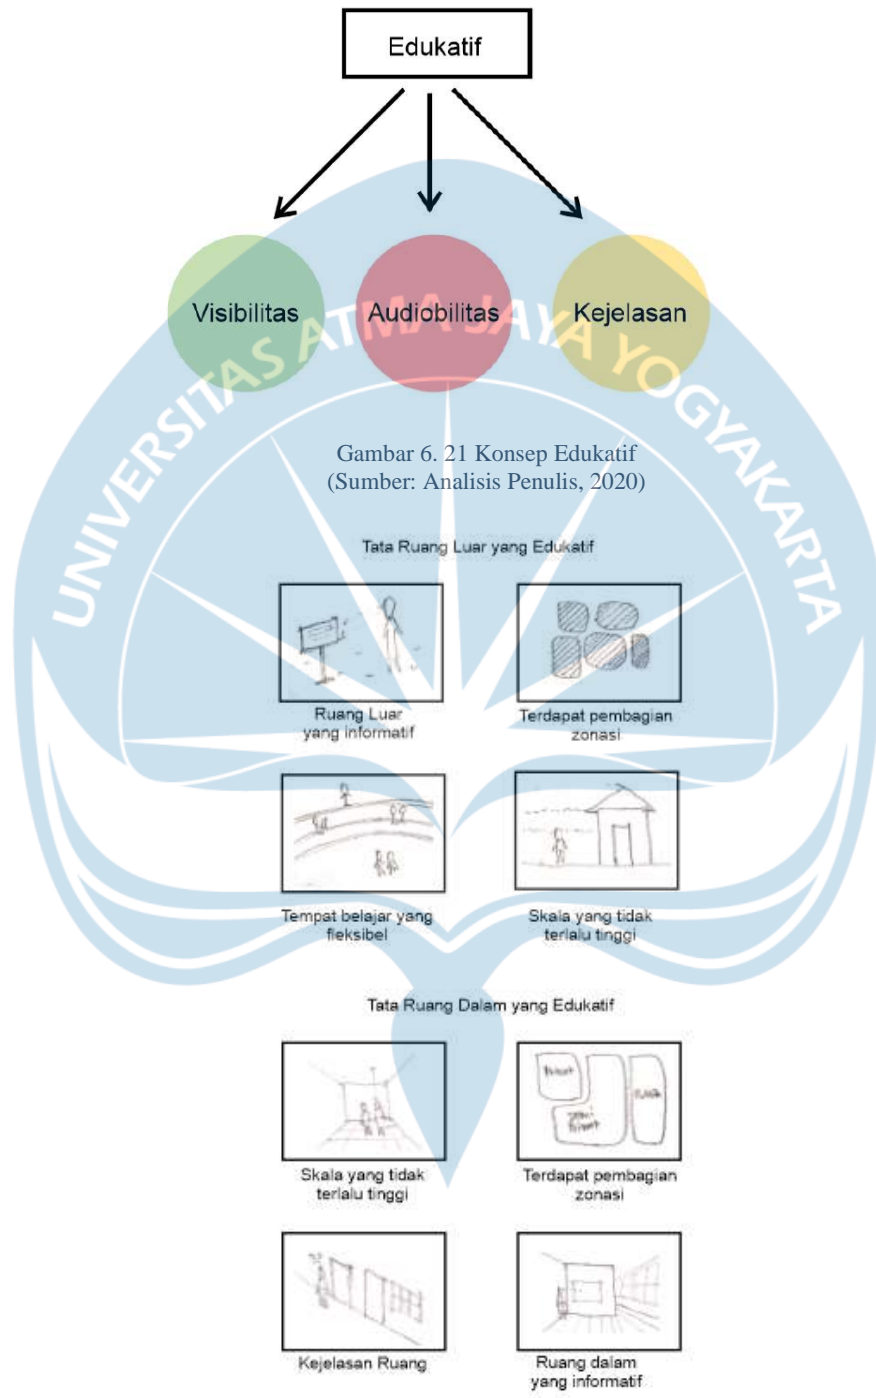 Edukatif
Visibilitas
Audiobilitas
Kejelasan
UNIVERSITAS ATMA JAYA YOGYAKARTA
Gambar 6. 21 Konsep Edukatif
(Sumber: Analisis Penulis, 2020)
Tata Ruang Luar yang Edukatif
Ruang Luar
yang informatif
Terdapat pembagian
zonasi
Tempat belajar yang
fleksibel
Skala yang tidak
terlalu tinggi
Tata Ruang Dalam yang Edukatif
Skala yang tidak
terlalu tinggi
Terdapat pembagian
zonasi
Kejelasan Ruang
Ruang dalam
yang informatif